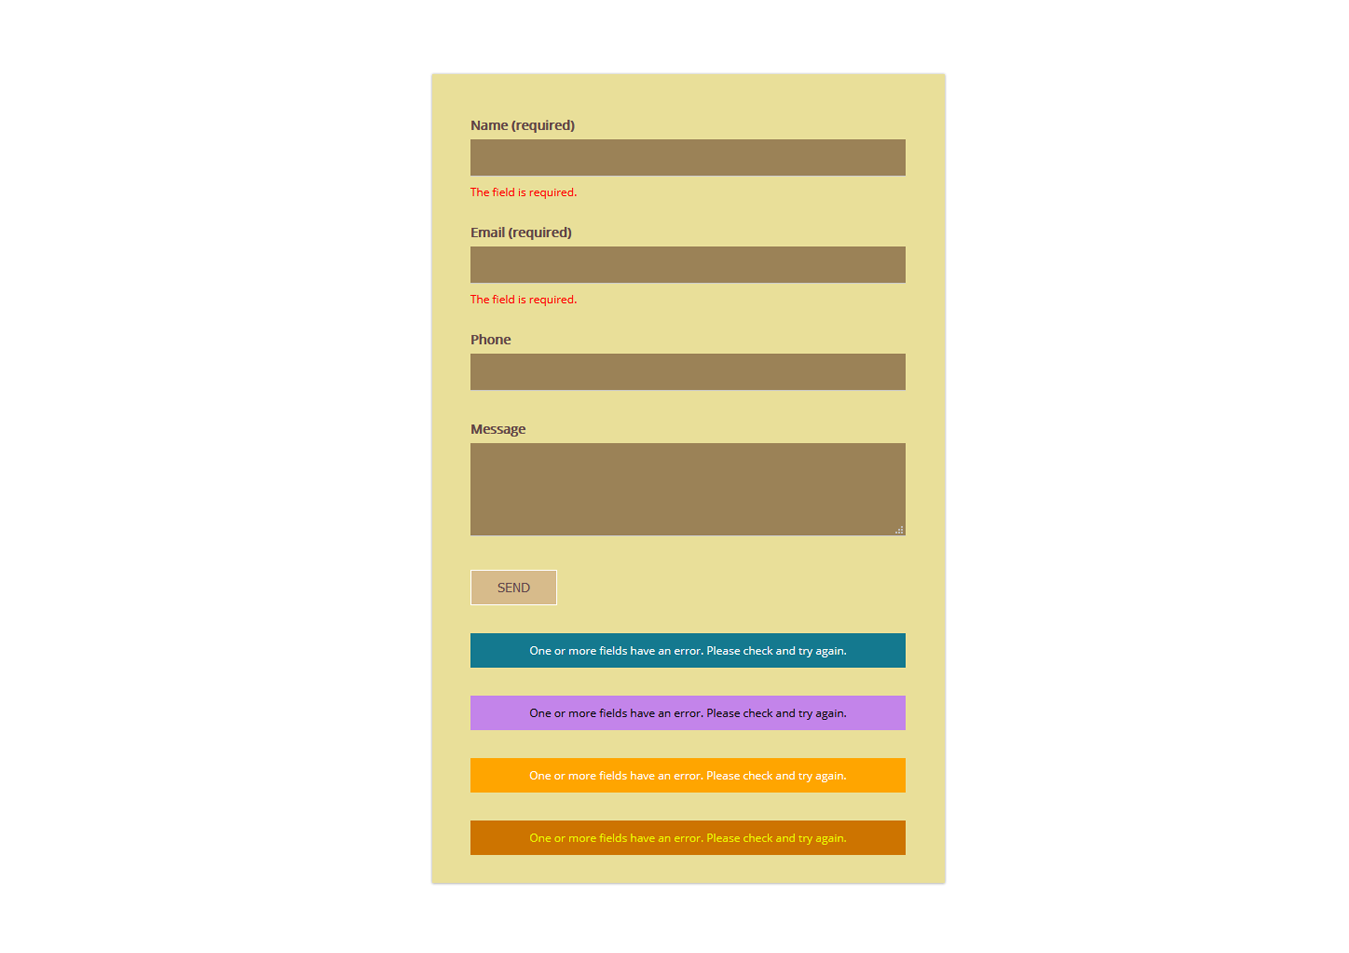 Name (required)
The field is required.
Email (required)
The field is required.
Phone
Message
SEND
One or more fields have an error. Please check and try again.
One or more fields have an error. Please check and try again.
One or more fields have an error. Please check and try again.
One or more fields have an error. Please check and try again.